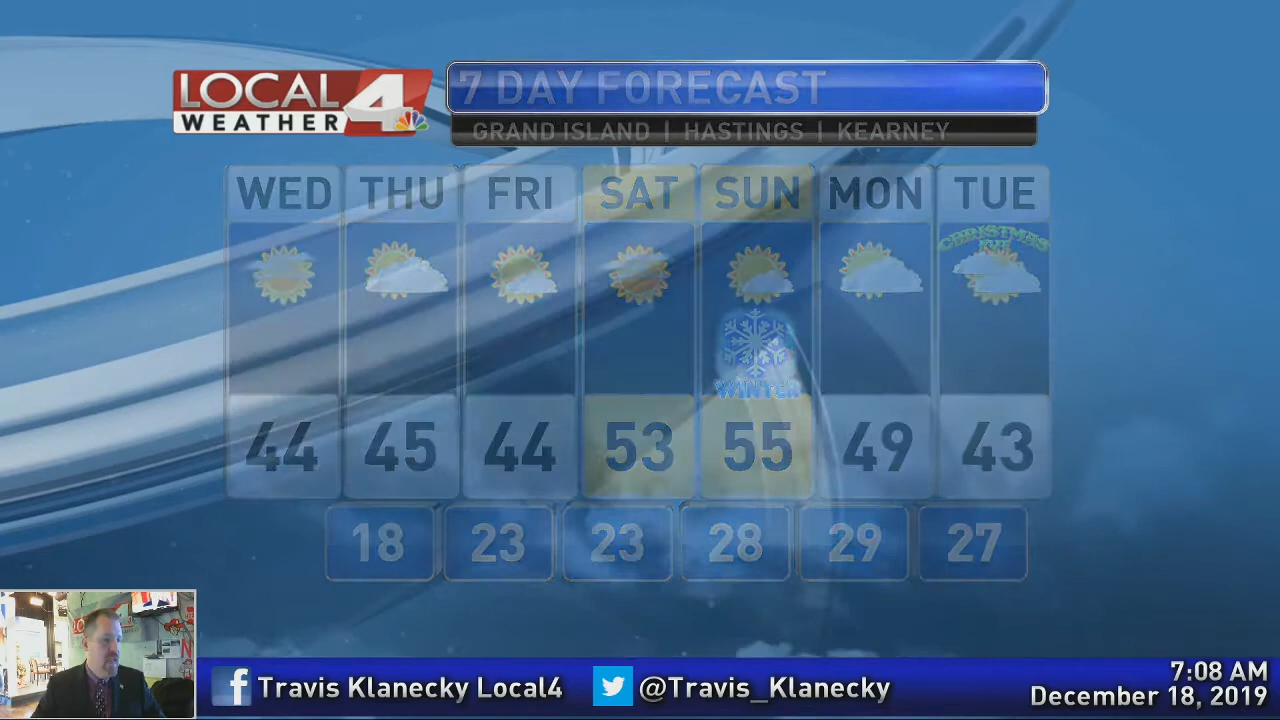 LOCAL 4
WEATHER
7 DAY FORECAST
GRAND ISLAND | HASTINGS | KEARNEY
WED THU FRI SAT SUN MON TUE
CHRISTMAS
EVE
WINTER
44 45 44 53 55 49 43
18 23 23 28 29 27
f Travis Klanecky Local4 @Travis_Klanecky
7:08 AM
December 18, 2019